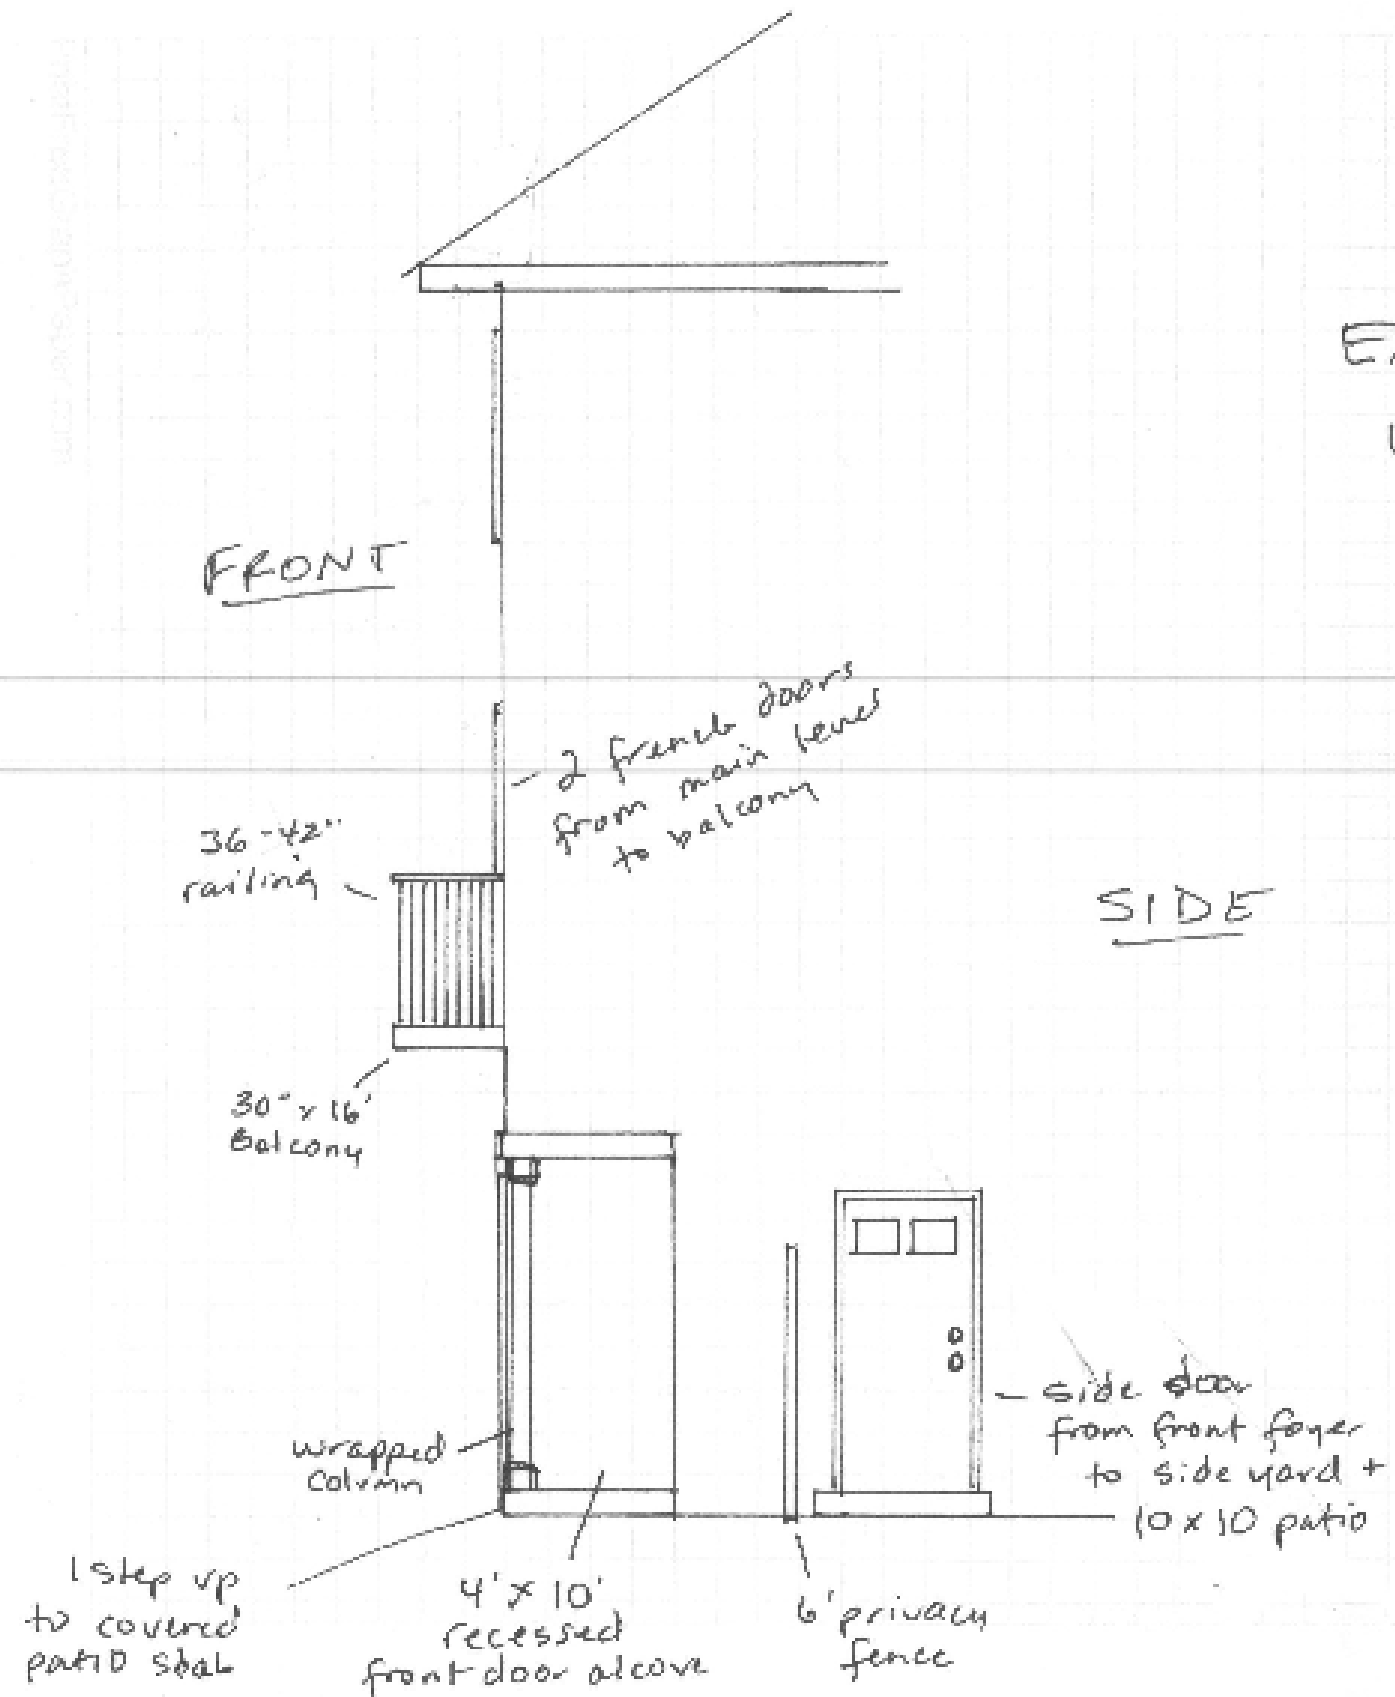 E
FRONT
2 french doors
from main level
to balcony
36-42"
railing
SIDE
30" x 16'
Balcony
wrapped
column
side door
from front foyer
to side yard +
10 x 10 patio
1 step up
to covered
patio slab
4' x 10'
recessed
front door alcove
6' privacy
fence